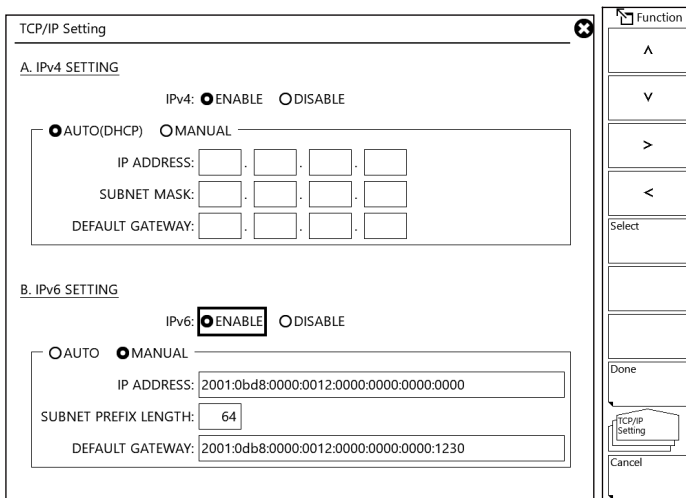 TCP/IP Setting
A. IPv4 SETTING
IPv4: ENABLE DISABLE
AUTO(DHCP) MANUAL
IP ADDRESS: . . .
SUBNET MASK: . . .
DEFAULT GATEWAY: . . .
B. IPv6 SETTING
IPv6: ENABLE DISABLE
AUTO MANUAL
IP ADDRESS: 2001:0bd8:0000:0012:0000:0000:0000:0000
SUBNET PREFIX LENGTH: 64
DEFAULT GATEWAY: 2001:0db8:0000:0012:0000:0000:0000:1230
Function
Select
Done
TCP/IP
Setting
Cancel